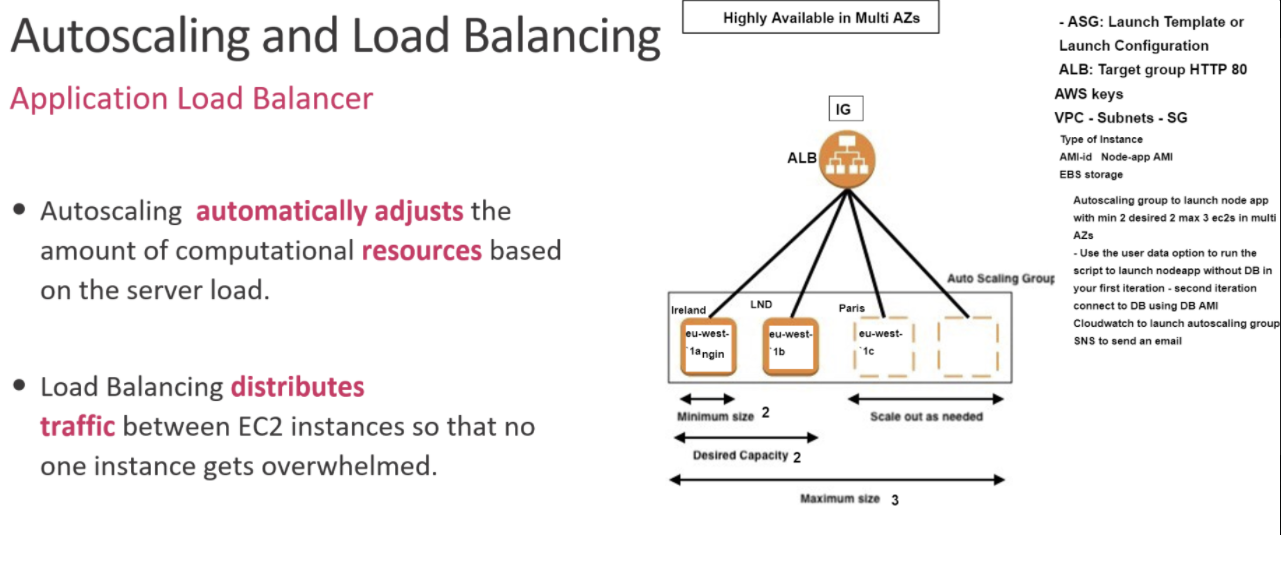 Autoscaling and Load Balancing
Application Load Balancer
• Autoscaling automatically adjusts the
amount of computational resources based
on the server load.
• Load Balancing distributes
traffic between EC2 instances so that no
one instance gets overwhelmed.
Highly Available in Multi AZs
IG
ALB
Auto Scaling Group
Ireland
LND
Paris
eu-west-
`1a ngin
eu-west-
`1b
eu-west-
`1c
Minimum size 2
Scale out as needed
Desired Capacity 2
Maximum size 3
- ASG: Launch Template or
Launch Configuration
ALB: Target group HTTP 80
AWS keys
VPC - Subnets - SG
Type of Instance
AMI-id Node-app AMI
EBS storage
Autoscaling group to launch node app
with min 2 desired 2 max 3 ec2s in multi
AZs
- Use the user data option to run the
script to launch nodeapp without DB in
your first iteration - second iteration
connect to DB using DB AMI
Cloudwatch to launch autoscaling group
SNS to send an email